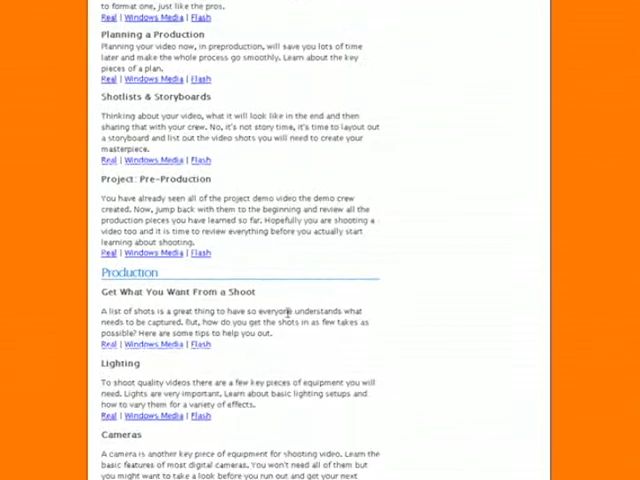 to format one, just like the pros.
Real | Windows Media | Flash
Planning a Production
Planning your video now, in preproduction, will save you lots of time
later and make the whole process go smoothly. Learn about the key
pieces of a plan.
Real | Windows Media | Flash
Shotlists & Storyboards
Thinking about your video, what it will look like in the end and then
sharing that with your crew. No, it's not story time, it's time to layout out
a storyboard and list out the video shots you will need to create your
masterpiece.
Real | Windows Media | Flash
Project: Pre-Production
You have already seen all of the project demo video the demo crew
created. Now, jump back with them to the beginning and review all the
production pieces you have learned so far. Hopefully you are shooting a
video too and it is time to review everything before you actually start
learning about shooting.
Real | Windows Media | Flash
Production
Get What You Want From a Shoot
A list of shots is a great thing to have so everyone understands what
needs to be captured. But, how do you get the shots in as few takes as
possible? Here are some tips to help you out.
Real | Windows Media | Flash
Lighting
To shoot quality videos there are a few key pieces of equipment you will
need. Lights are very important. Learn about basic lighting setups and
how to vary them for a variety of effects.
Real | Windows Media | Flash
Cameras
A camera is another key piece of equipment for shooting video. Learn the
basic features of most digital cameras. You won't need all of them but
you might want to take a look before you run out and get your next